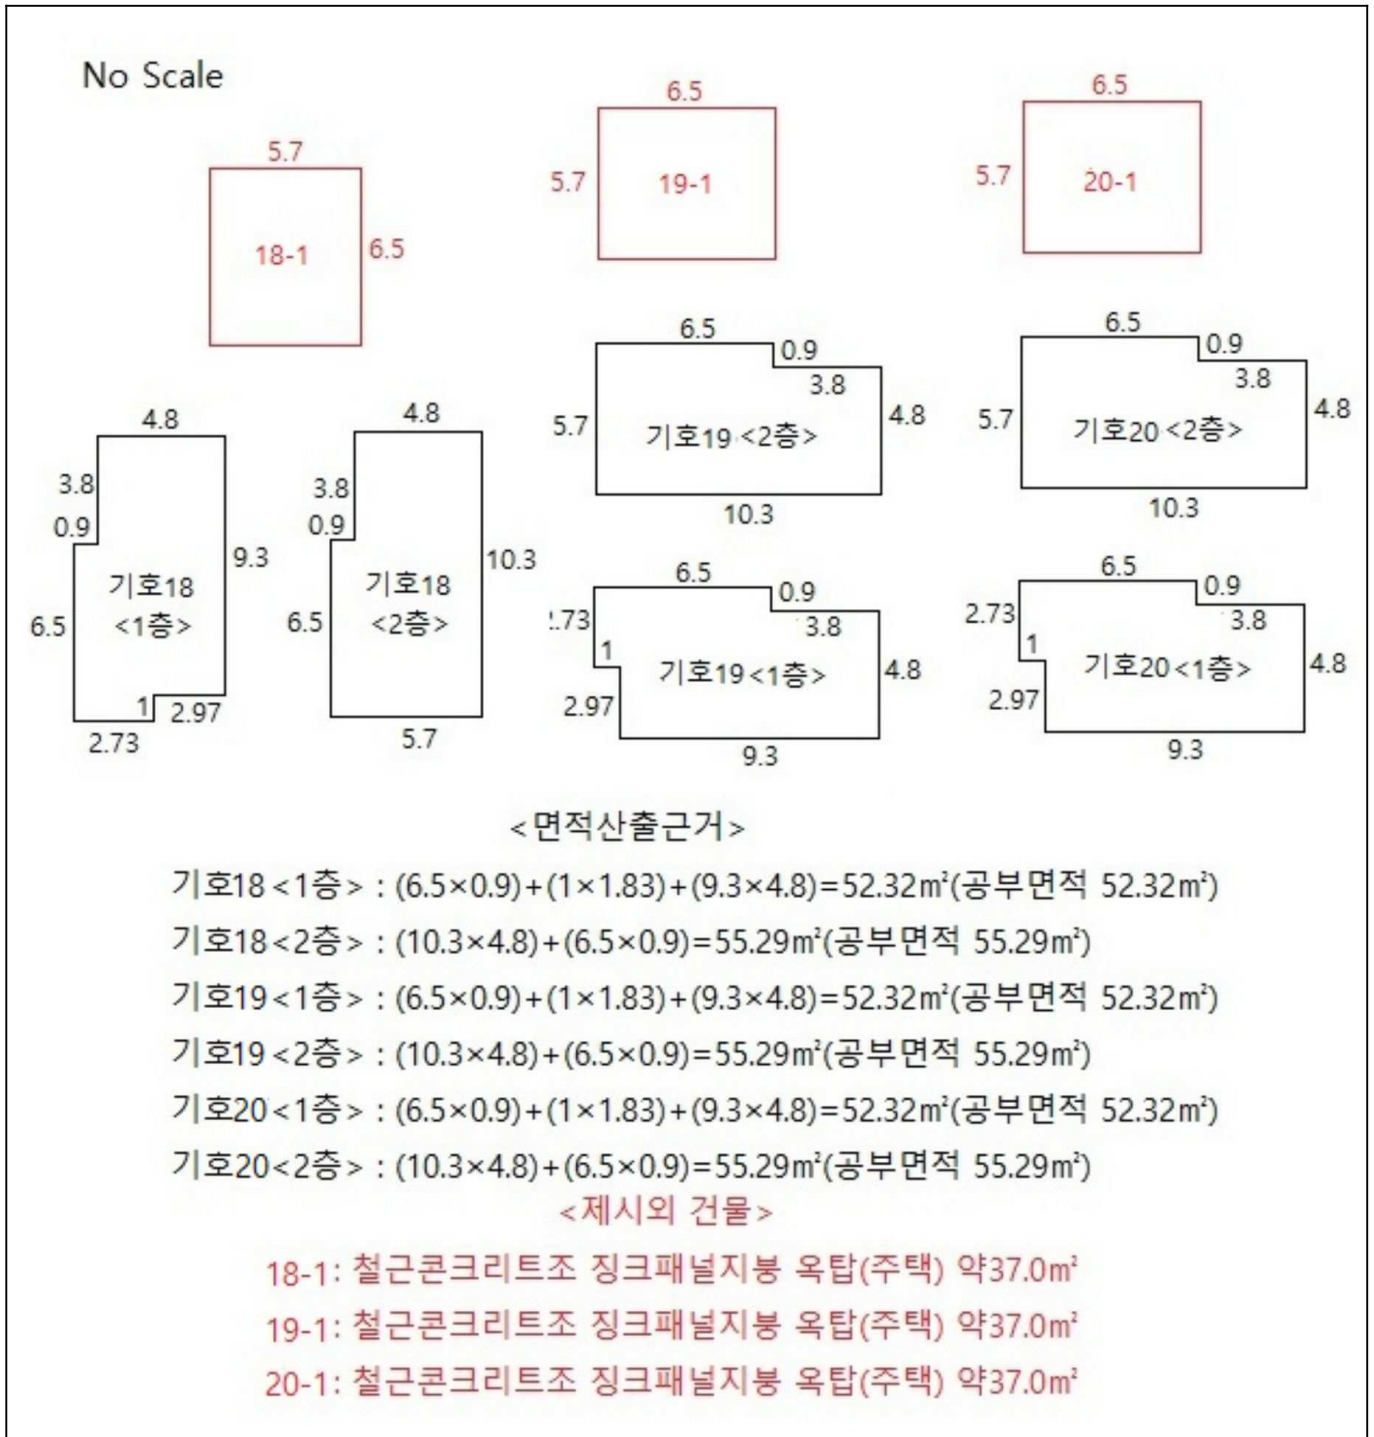 No Scale
6.5
6.5
5.7
5.7
19-1
5.7
20-1
18-1
6.5
6.5
0.9
3.8
5.7
4.8
기호19 <2층>
10.3
6.5
0.9
3.8
5.7
4.8
기호20 <2층>
10.3
4.8
3.8
0.9
9.3
기호18
<1층>
6.5
1
2.97
2.73
4.8
3.8
0.9
10.3
기호18
<2층>
6.5
5.7
6.5
0.9
.73
3.8
1
기호19 <1층>
4.8
2.97
9.3
6.5
0.9
2.73
3.8
1
기호20 <1층>
4.8
2.97
9.3
<면적산출근거>
기호18 <1층> : (6.5×0.9)+(1×1.83)+(9.3×4.8)=52.32㎡(공부면적 52.32㎡)
기호18<2층> : (10.3×4.8)+(6.5×0.9)=55.29㎡(공부면적 55.29㎡)
기호19<1층> : (6.5×0.9)+(1×1.83)+(9.3×4.8)=52.32㎡(공부면적 52.32㎡)
기호19 <2층> : (10.3×4.8)+(6.5×0.9)=55.29㎡(공부면적 55.29㎡)
기호20<1층> : (6.5×0.9)+(1×1.83)+(9.3×4.8)=52.32㎡(공부면적 52.32㎡)
기호20<2층> : (10.3×4.8)+(6.5×0.9)=55.29㎡(공부면적 55.29㎡)
<제시외 건물>
18-1: 철근콘크리트조 징크패널지붕 옥탑(주택) 약37.0㎡
19-1: 철근콘크리트조 징크패널지붕 옥탑(주택) 약37.0㎡
20-1: 철근콘크리트조 징크패널지붕 옥탑(주택) 약37.0㎡